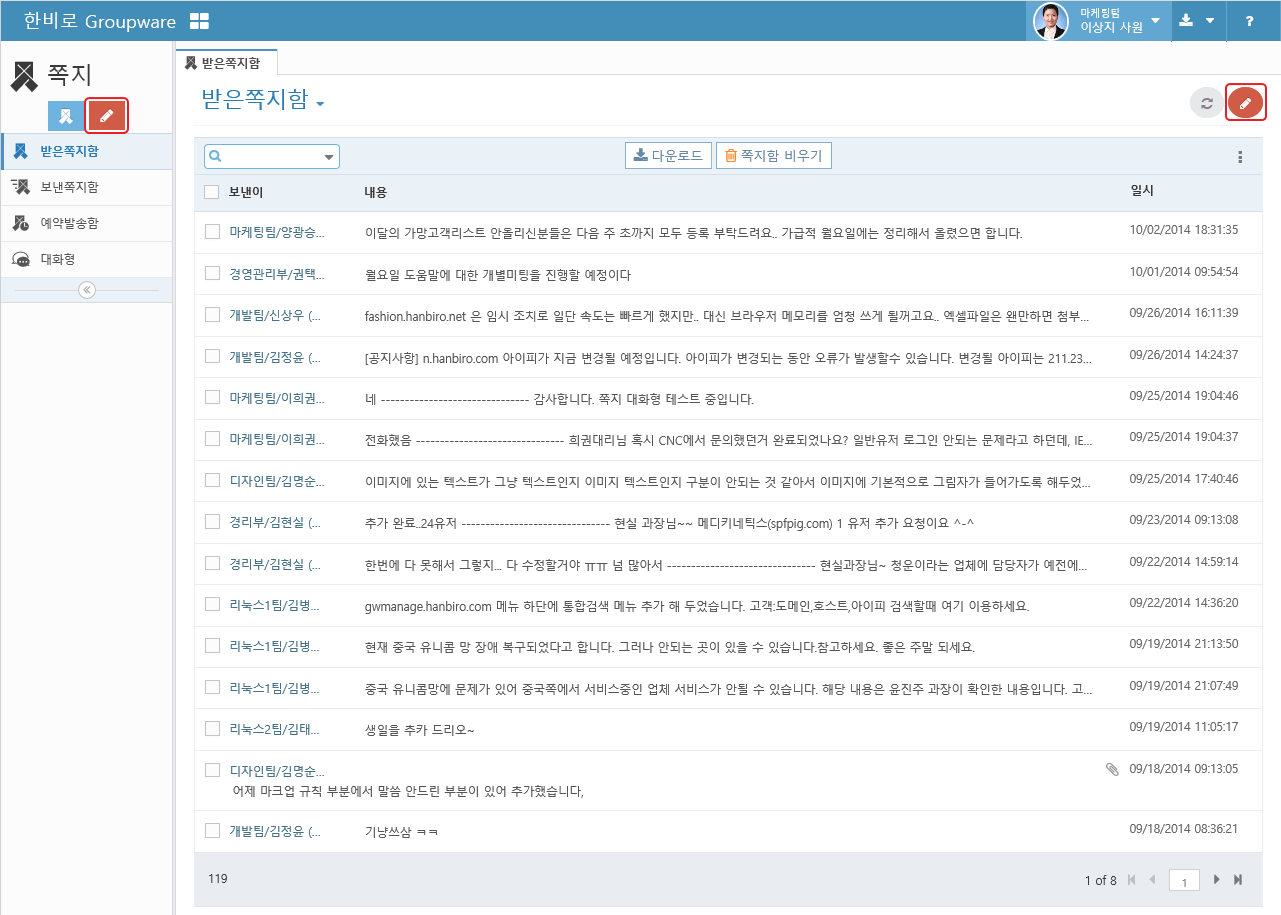 한비로 Groupware
마케팅팀
이상지 사원
?
쪽지
받은쪽지함
보낸쪽지함
예약발송함
대화형
받은쪽지함
받은쪽지함
다운로드 쪽지함 비우기
보낸이 내용 일시
마케팅팀/양광승... 이달의 가망고객리스트 안올리신분들은 다음 주 초까지 모두 등록 부탁드려요.. 가급적 월요일에는 정리해서 올렸으면 합니다. 10/02/2014 18:31:35
경영관리부/권택... 월요일 도움말에 대한 개별미팅을 진행할 예정이다 10/01/2014 09:54:54
개발팀/신상우 (... fashion.hanbiro.net 은 임시 조치로 일단 속도는 빠르게 했지만.. 대신 브라우저 메모리를 엄청 쓰게 될꺼고요.. 엑셀파일은 왠만하면 첨부... 09/26/2014 16:11:39
개발팀/김정윤 (... [공지사항] n.hanbiro.com 아이피가 지금 변경될 예정입니다. 아이피가 변경되는 동안 오류가 발생할수 있습니다. 변경될 아이피는 211.23... 09/26/2014 14:24:37
마케팅팀/이희권... 네 ------------------------------- 감사합니다. 쪽지 대화형 테스트 중입니다. 09/25/2014 19:04:46
마케팅팀/이희권... 전화했음 ------------------------------- 희권대리님 혹시 CNC에서 문의했던거 완료되었나요? 일반유저 로그인 안되는 문제라고 하던데, IE... 09/25/2014 19:04:37
디자인팀/김명순... 이미지에 있는 텍스트가 그냥 텍스트인지 이미지 텍스트인지 구분이 안되는 것 같아서 이미지에 기본적으로 그림자가 들어가도록 해두었... 09/25/2014 17:40:46
경리부/김현실 (... 추가 완료..24유저 ------------------------------- 현실 과장님~~ 메디키네틱스(spfpig.com) 1 유저 추가 요청이요 ^-^ 09/23/2014 09:13:08
경리부/김현실 (... 한번에 다 못해서 그렇지... 다 수정할거야 ㅠㅠ 넘 많아서 ------------------------------- 현실과장님~ 청운이라는 업체에 담당자가 예전에... 09/22/2014 14:59:14
리눅스1팀/김병... gwmanage.hanbiro.com 메뉴 하단에 통합검색 메뉴 추가 해 두었습니다. 고객:도메인,호스트,아이피 검색할때 여기 이용하세요. 09/22/2014 14:36:20
리눅스1팀/김병... 현재 중국 유니콤 망 장애 복구되었다고 합니다. 그러나 안되는 곳이 있을 수 있습니다.참고하세요. 좋은 주말 되세요. 09/19/2014 21:13:50
리눅스1팀/김병... 중국 유니콤망에 문제가 있어 중국쪽에서 서비스중인 업체 서비스가 안될 수 있습니다. 해당 내용은 윤진주 과장이 확인한 내용입니다. 고... 09/19/2014 21:07:49
리눅스2팀/김태... 생일을 추카 드리오~ 09/19/2014 11:05:17
디자인팀/김명순... 09/18/2014 09:13:05
어제 마크업 규칙 부분에서 말씀 안드린 부분이 있어 추가했습니다,
개발팀/김정윤 (... 기냥쓰삼 ㅋㅋ 09/18/2014 08:36:21
119 1 of 8 1